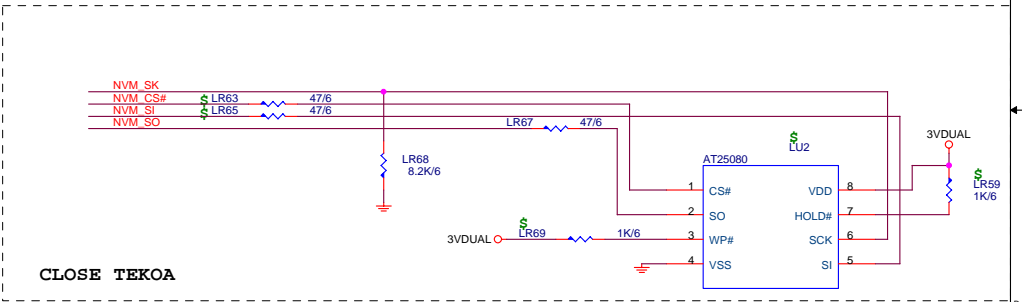 NVM_SK
NVM_CS# $ LR63 47/6
NVM_SI $ LR65 47/6
NVM_SO LR67 47/6
$
LU2
3VDUAL
LR68
8.2K/6
AT25080
$
LR59
1K/6
1 CS# VDD 8
2 SO HOLD# 7
$
3VDUAL LR69 1K/6 3 WP# SCK 6
4 VSS SI 5
CLOSE TEKOA